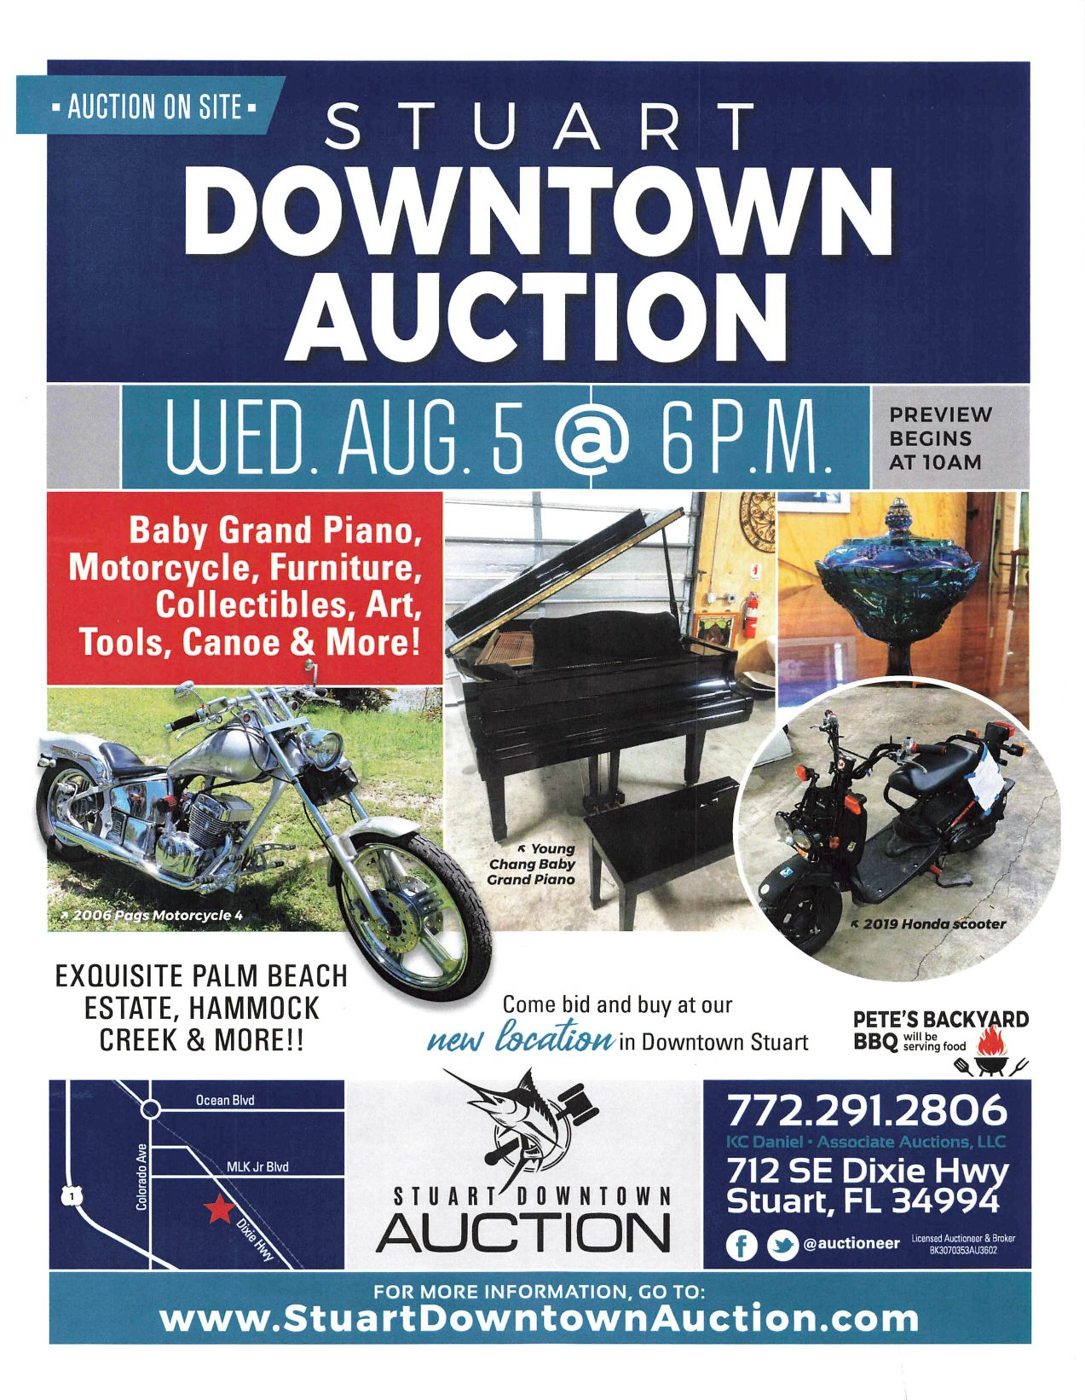 ▪ AUCTION ON SITE ▪
STUART
DOWNTOWN
AUCTION
WED. AUG. 5 @ 6 P.M.
PREVIEW
BEGINS
AT 10AM
Baby Grand Piano,
Motorcycle, Furniture,
Collectibles, Art,
Tools, Canoe & More!
Young
Chang Baby
Grand Piano
2006 Pags Motorcycle 4
2019 Honda scooter
EXQUISITE PALM BEACH
ESTATE, HAMMOCK
CREEK & MORE!!
Come bid and buy at our
new location in Downtown Stuart
PETE'S BACKYARD
BBQ will be
serving food
Ocean Blvd
MLK Jr Blvd
Colorado Ave
Dixie Hwy
1
STUART DOWNTOWN
AUCTION
772.291.2806
KC Daniel • Associate Auctions, LLC
712 SE Dixie Hwy
Stuart, FL 34994
@auctioneer
Licensed Auctioneer & Broker
BK3070353AU3602
FOR MORE INFORMATION, GO TO:
www.StuartDowntownAuction.com